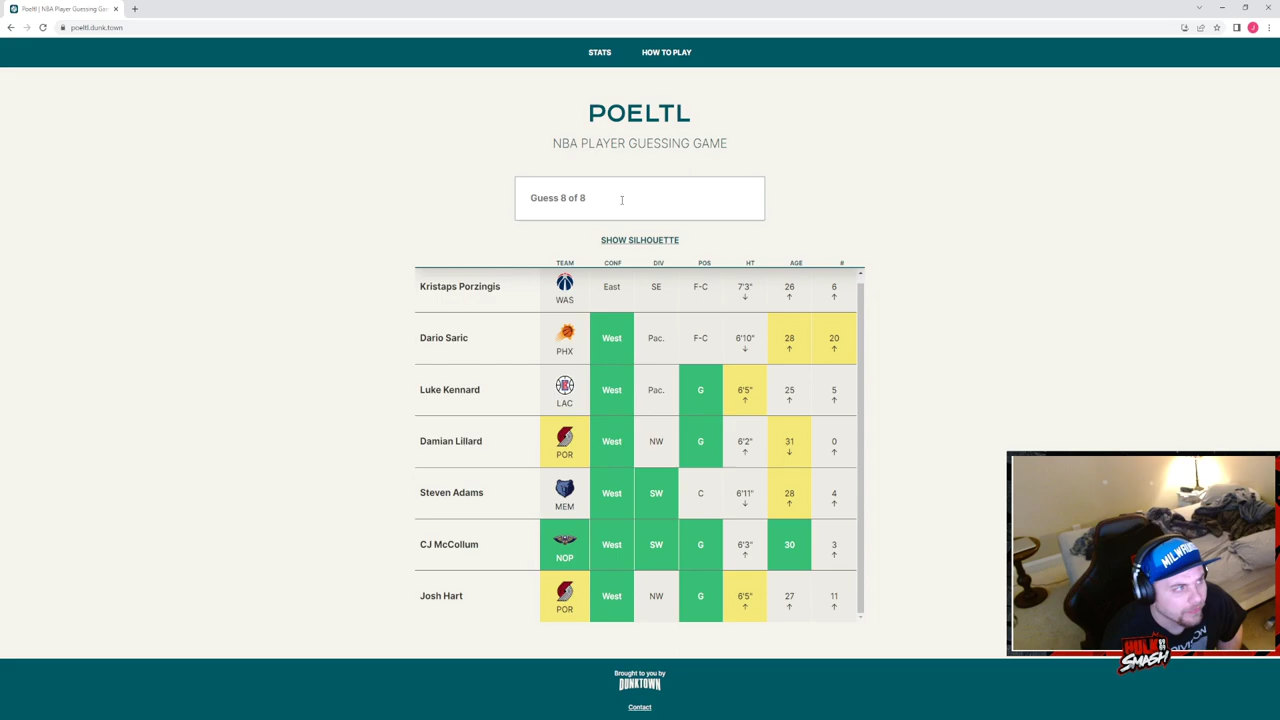 Poeltl | NBA Player Guessing Game
poeltl.dunk.town
STATS HOW TO PLAY
POELTL
NBA PLAYER GUESSING GAME
Guess 8 of 8
SHOW SILHOUETTE
TEAM CONF DIV POS HT AGE #
Kristaps Porzingis WAS East SE F-C 7'3" ↓ 26 ↑ 6 ↑
Dario Saric PHX West Pac. F-C 6'10" ↓ 28 ↑ 20 ↑
Luke Kennard LAC West Pac. G 6'5" ↑ 25 ↑ 5 ↑
Damian Lillard POR West NW G 6'2" ↑ 31 ↓ 0 ↑
Steven Adams MEM West SW C 6'11" ↓ 28 ↑ 4 ↑
CJ McCollum NOP West SW G 6'3" ↑ 30 3 ↑
Josh Hart POR West NW G 6'5" ↑ 27 ↑ 11 ↑
Brought to you by
DUNKTOWN
Contact
J
HULK
SMASH